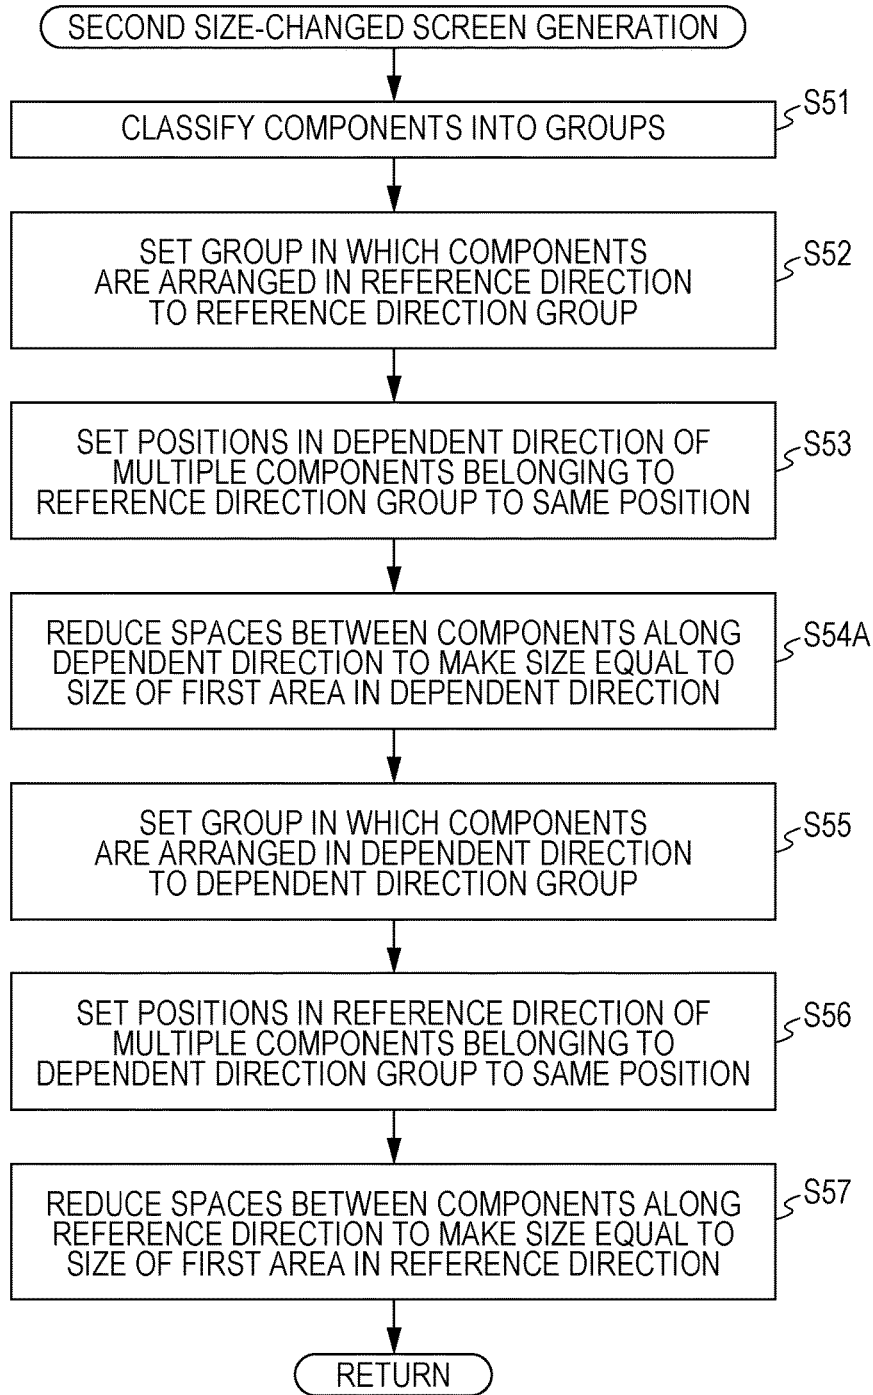 SECOND SIZE-CHANGED SCREEN GENERATION
CLASSIFY COMPONENTS INTO GROUPS
S51
SET GROUP IN WHICH COMPONENTS
ARE ARRANGED IN REFERENCE DIRECTION
TO REFERENCE DIRECTION GROUP
S52
SET POSITIONS IN DEPENDENT DIRECTION OF
MULTIPLE COMPONENTS BELONGING TO
REFERENCE DIRECTION GROUP TO SAME POSITION
S53
REDUCE SPACES BETWEEN COMPONENTS ALONG
DEPENDENT DIRECTION TO MAKE SIZE EQUAL TO
SIZE OF FIRST AREA IN DEPENDENT DIRECTION
S54A
SET GROUP IN WHICH COMPONENTS
ARE ARRANGED IN DEPENDENT DIRECTION
TO DEPENDENT DIRECTION GROUP
S55
SET POSITIONS IN REFERENCE DIRECTION OF
MULTIPLE COMPONENTS BELONGING TO
DEPENDENT DIRECTION GROUP TO SAME POSITION
S56
REDUCE SPACES BETWEEN COMPONENTS ALONG
REFERENCE DIRECTION TO MAKE SIZE EQUAL TO
SIZE OF FIRST AREA IN REFERENCE DIRECTION
S57
RETURN